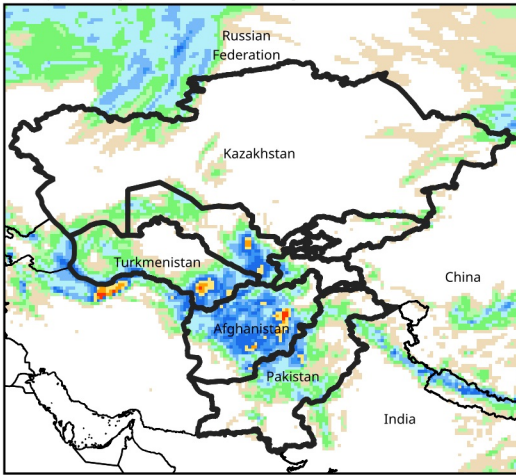 Russian
Federation
Kazakhstan
Turkmenistan
China
Afghanistan
Pakistan
India